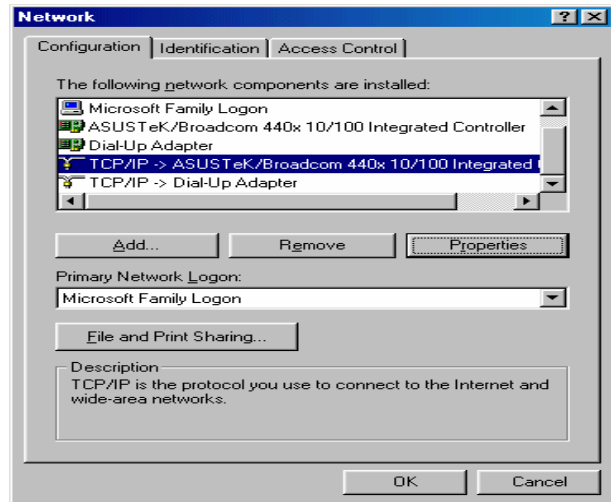 Network
Configuration Identification Access Control
The following network components are installed:
Microsoft Family Logon
ASUSTeK/Broadcom 440x 10/100 Integrated Controller
Dial-Up Adapter
TCP/IP -> ASUSTeK/Broadcom 440x 10/100 Integrated
TCP/IP -> Dial-Up Adapter
Add... Remove Properties
Primary Network Logon:
Microsoft Family Logon
File and Print Sharing...
Description
TCP/IP is the protocol you use to connect to the Internet and
wide-area networks.
OK Cancel